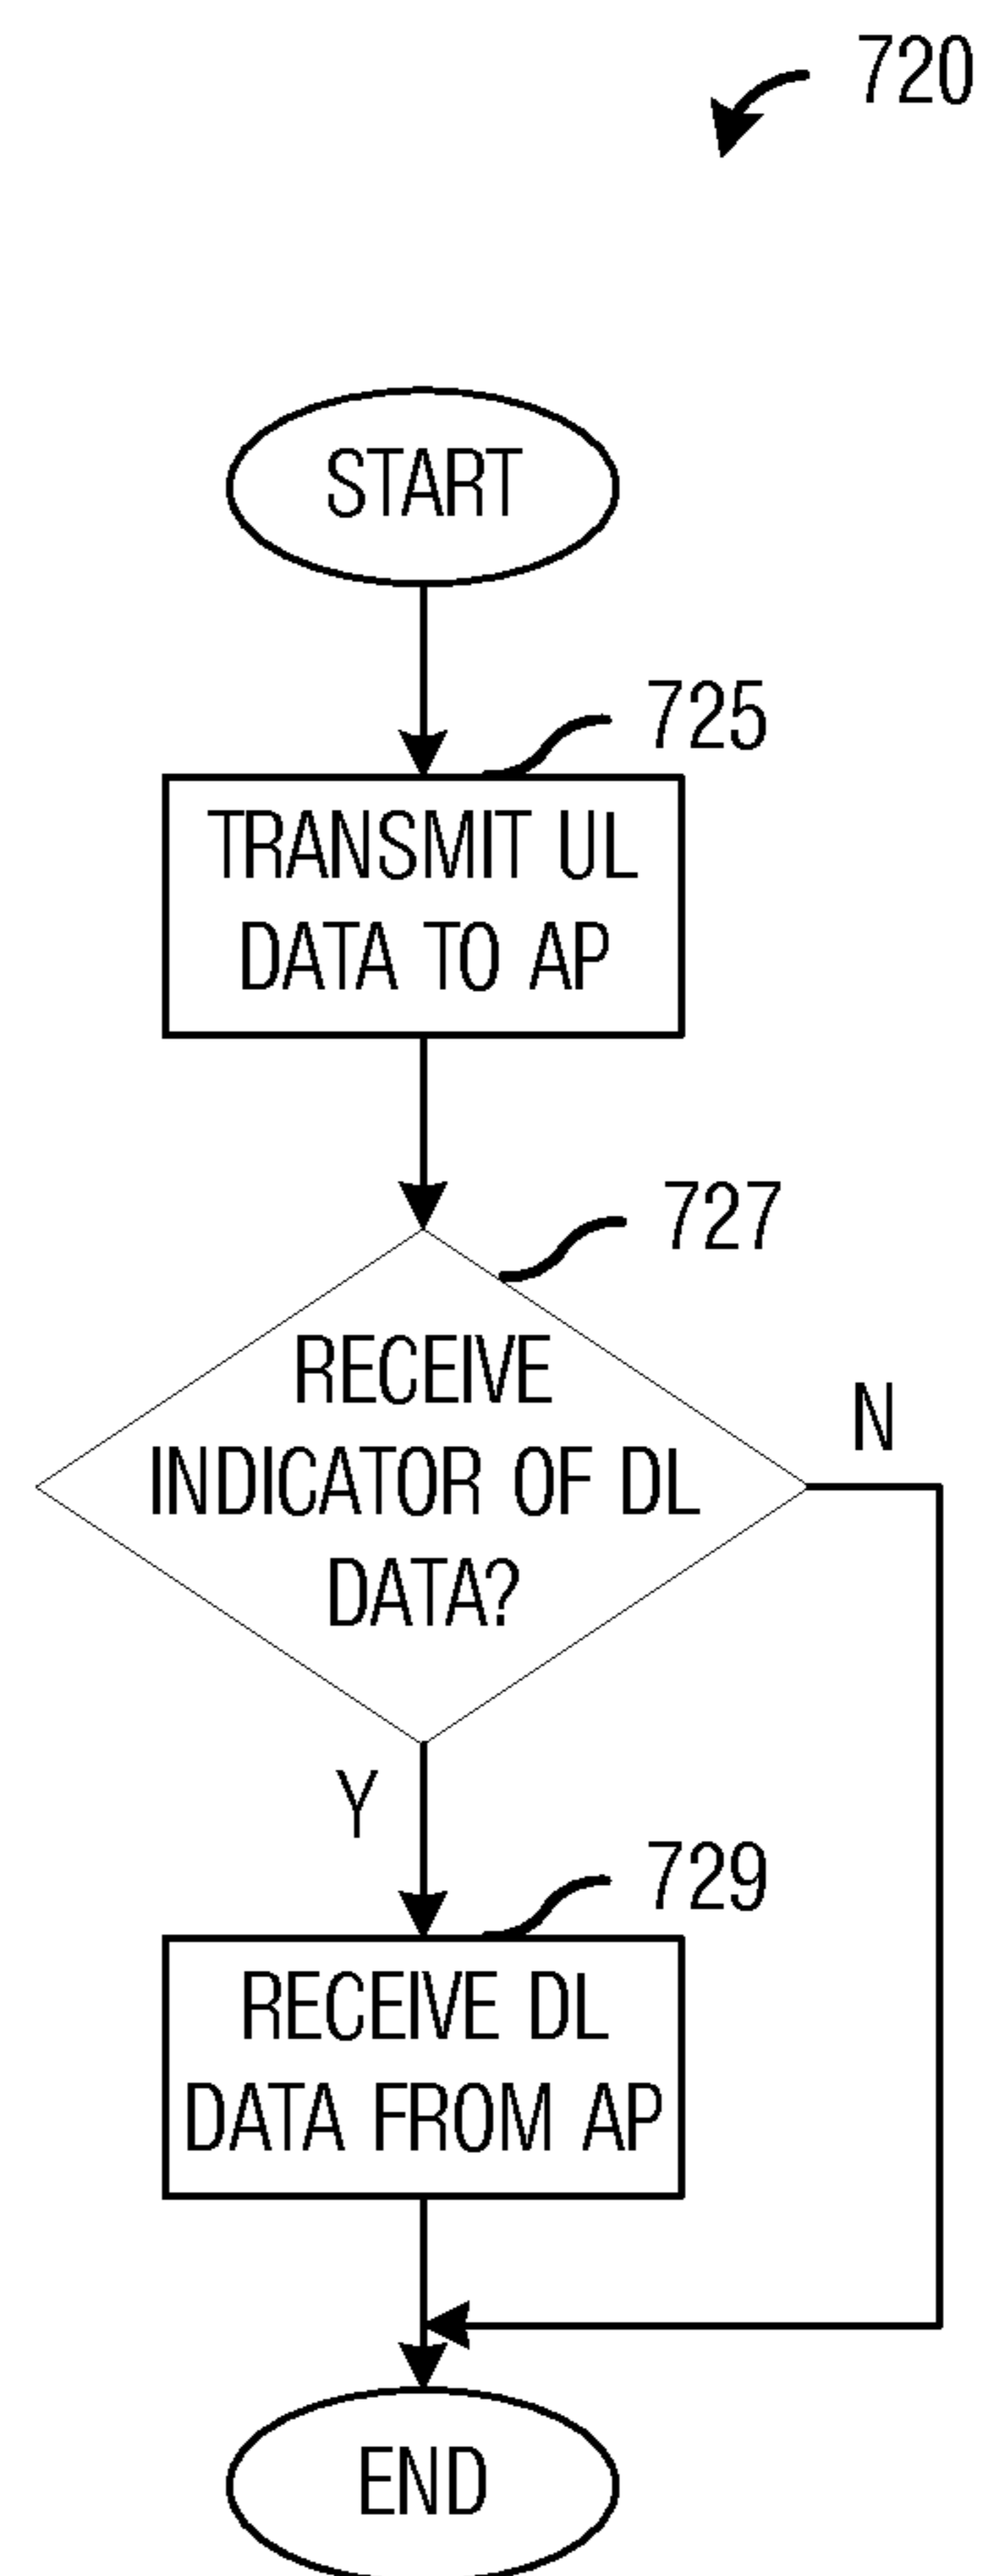 720
START
725
TRANSMIT UL
DATA TO AP
727
RECEIVE
INDICATOR OF DL
DATA?
N
Y
729
RECEIVE DL
DATA FROM AP
END